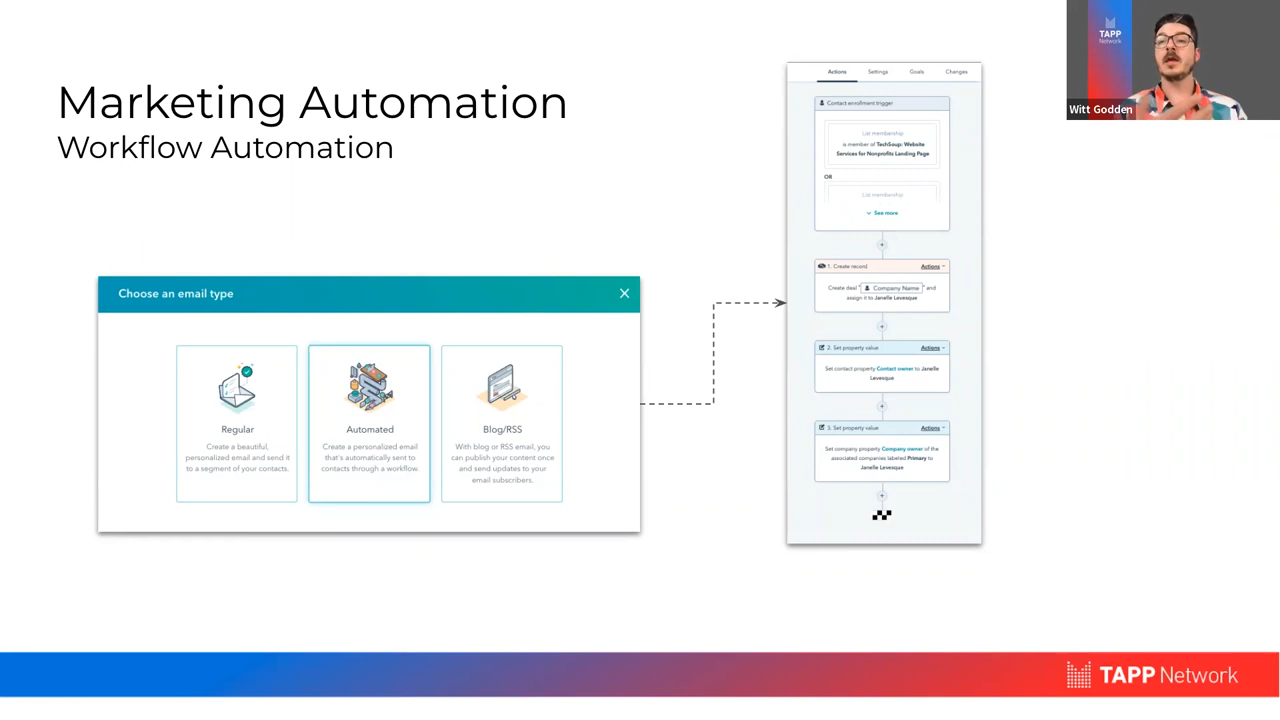 Marketing Automation
Workflow Automation
Choose an email type
Regular
Create a beautiful,
personalized email and send it
to a segment of your contacts.
Automated
Create a personalized email
that's automatically sent to
contacts through a workflow.
Blog/RSS
With blog or RSS email, you
can publish your content once
and send updates to your
email subscribers.
Actions Settings Goals Changes
Contact enrollment trigger
List membership
is member of TechSoup: Website
Services for Nonprofits Landing Page
OR
List membership
See more
1. Create record Actions
Create deal "Company Name" and
assign it to Janelle Levesque
2. Set property value Actions
Set contact property Contact owner to Janelle
Levesque
3. Set property value Actions
Set company property Company owner of the
associated companies labeled Primary to
Janelle Levesque
TAPP
Network
Witt Godden
TAPP Network